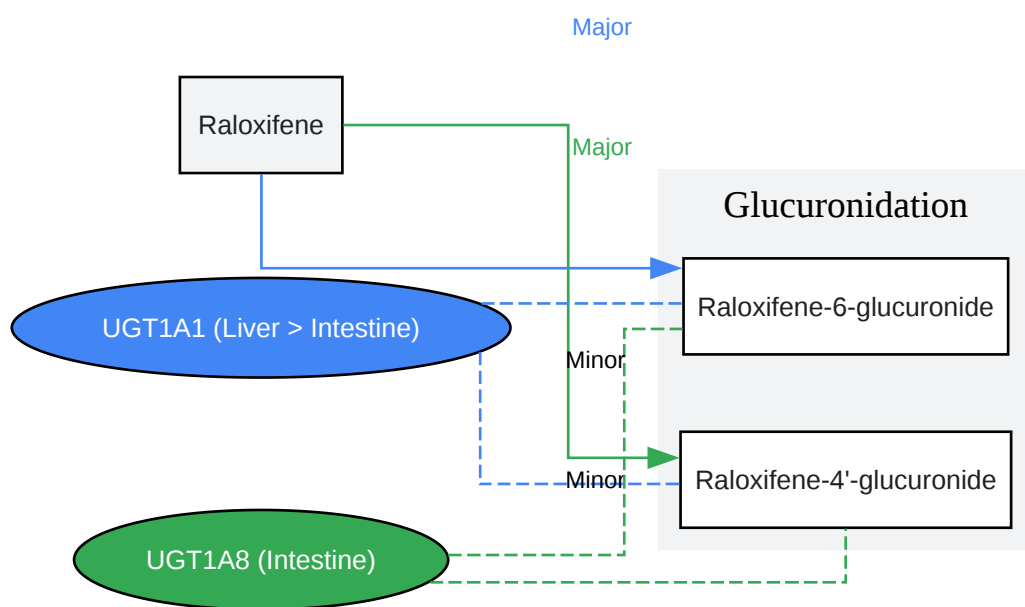 Major
Raloxifene
Major
Glucuronidation
Raloxifene-6-glucuronide
UGT1A1 (Liver > Intestine)
Minor
Minor
Raloxifene-4'-glucuronide
UGT1A8 (Intestine)